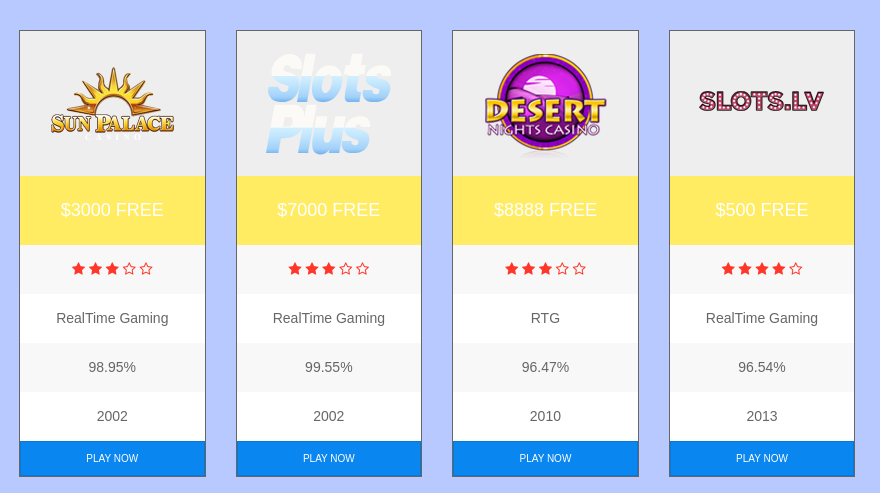 SUN PALACE
CASINO
$3000 FREE
RealTime Gaming
98.95%
2002
PLAY NOW
Slots
Plus
$7000 FREE
RealTime Gaming
99.55%
2002
PLAY NOW
DESERT
NIGHTS CASINO
$8888 FREE
RTG
96.47%
2010
PLAY NOW
SLOTS.LV
$500 FREE
RealTime Gaming
96.54%
2013
PLAY NOW